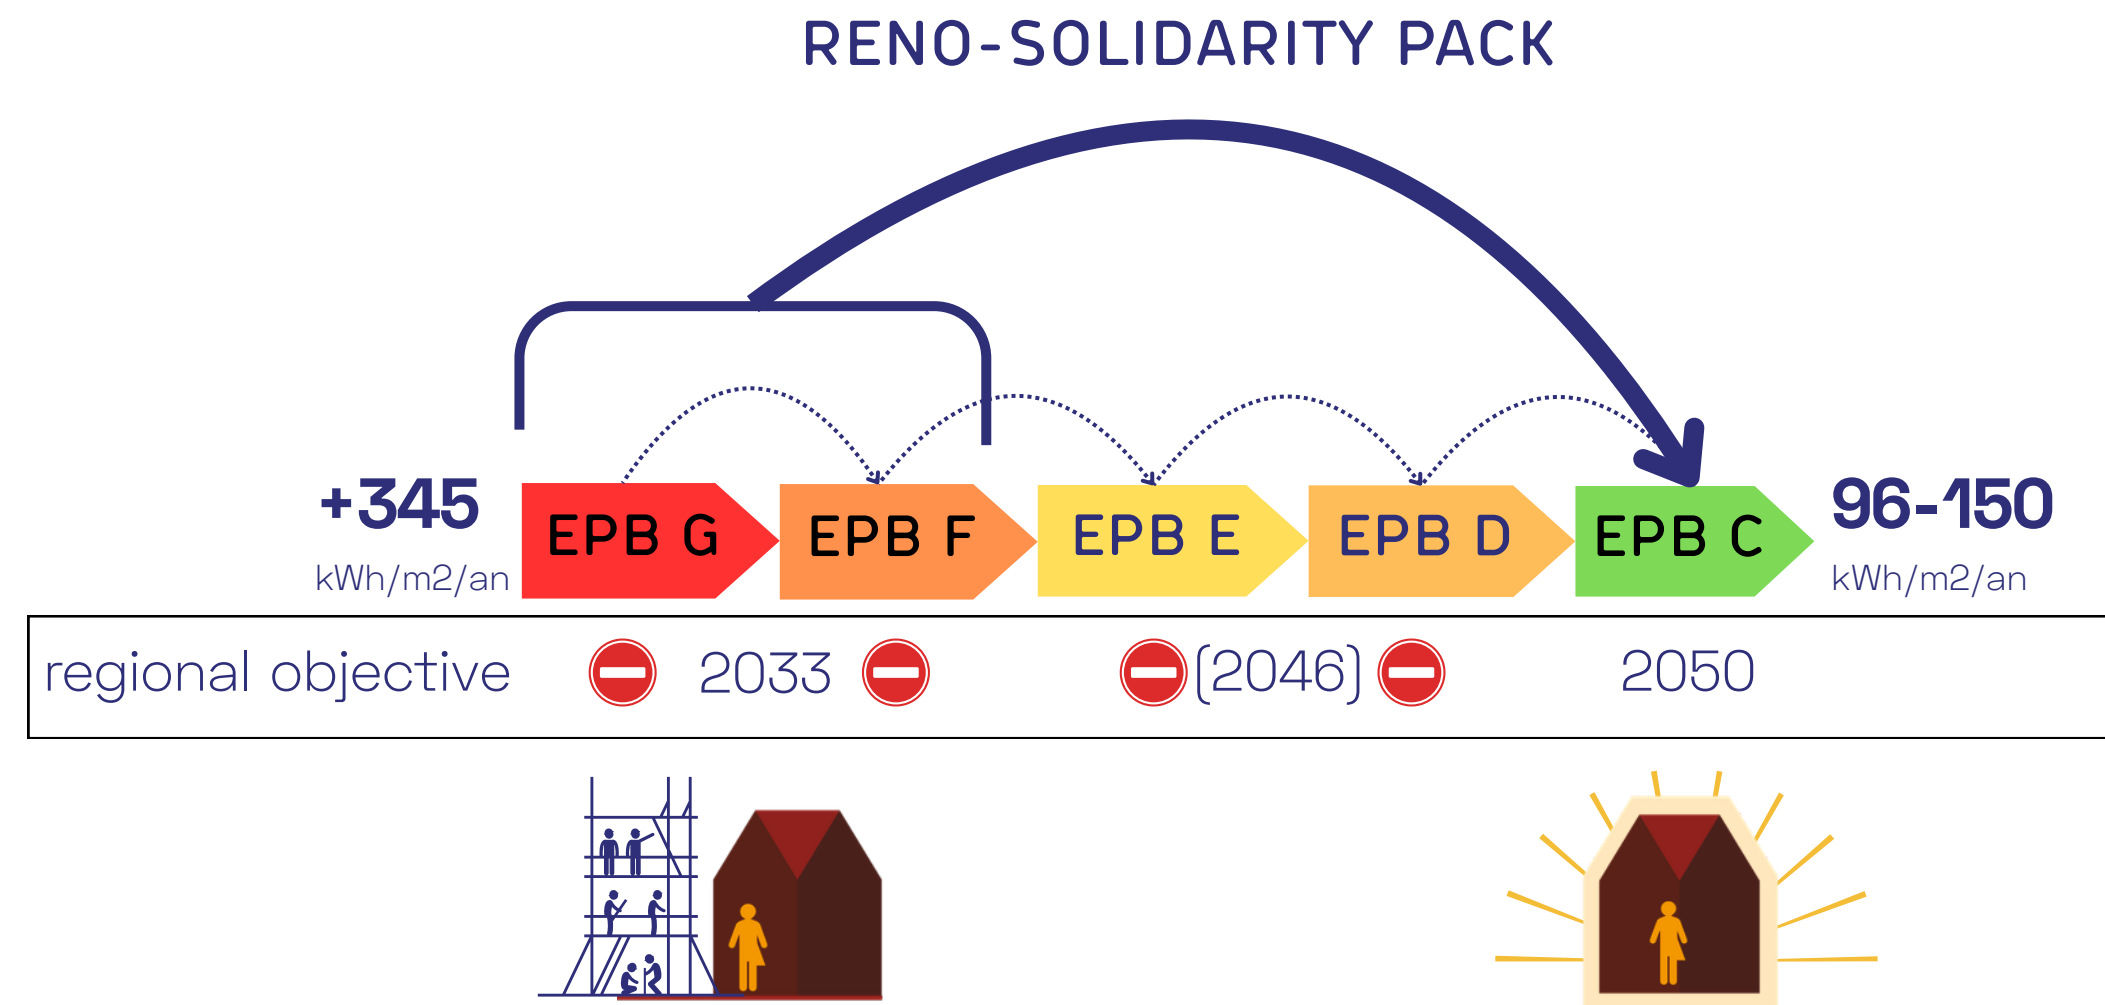 RENO-SOLIDARITY PACK
+345
kWh/m2/an
EPB G
EPB F
EPB E
EPB D
EPB C
96-150
kWh/m2/an
regional objective
2033
(2046)
2050